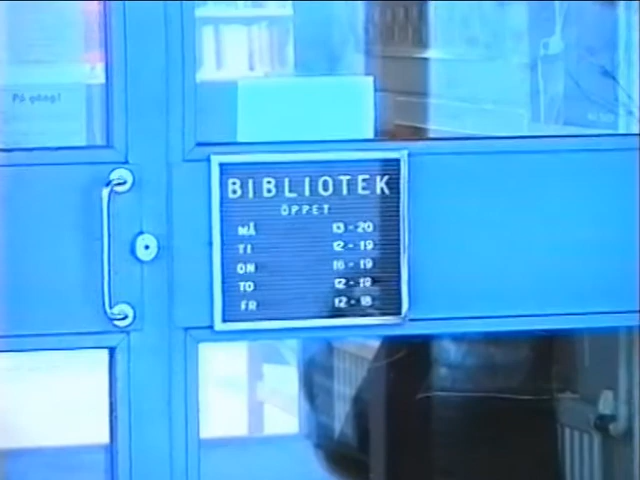 På gång!
BIBLIOTEK
ÖPPET
MÅ 13-20
TI 12-19
ON 16-19
TO 12-19
FR 12-18